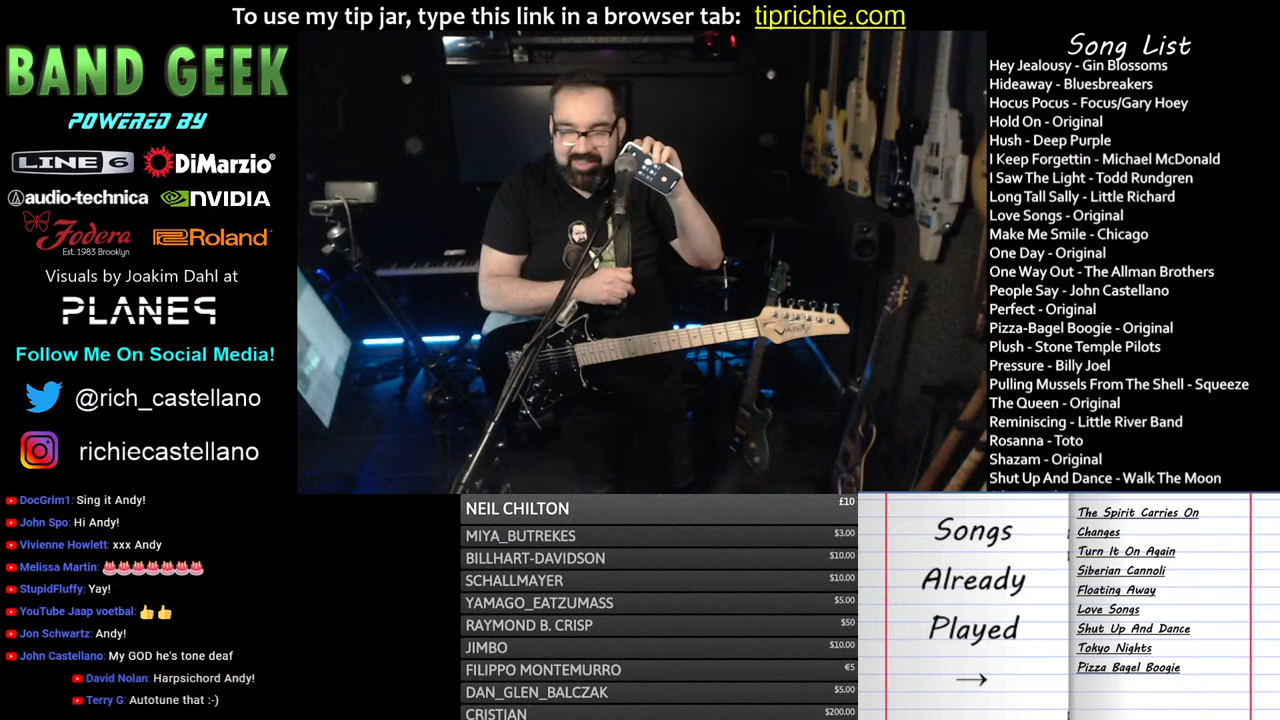 To use my tip jar, type this link in a browser tab: tiprichie.com
BAND GEEK
POWERED BY
LINE 6
DiMarzio
audio-technica
NVIDIA
Fodera
Est. 1983 Brooklyn
Roland
Visuals by Joakim Dahl at
PLANE9
Follow Me On Social Media!
@rich_castellano
richiecastellano
DocGrim1: Sing it Andy!
John Spo: Hi Andy!
Vivienne Howlett: xxx Andy
Melissa Martin: 🎂🎂🎂🎂🎂🎂🎂
StupidFluffy: Yay!
YouTube Jaap voetbal: 👍👍
Jon Schwartz: Andy!
John Castellano: My GOD he's tone deaf
David Nolan: Harpsichord Andy!
Terry G: Autotune that :-)
NEIL CHILTON £10
MIYA_BUTREKES $3.00
BILLHART-DAVIDSON $10.00
SCHALLMAYER $10.00
YAMAGO_EATZUMASS $5.00
RAYMOND B. CRISP $50
JIMBO $10.00
FILIPPO MONTEMURRO €5
DAN_GLEN_BALCZAK $5.00
CRISTIAN $200.00
Song List
Hey Jealousy - Gin Blossoms
Hideaway - Bluesbreakers
Hocus Pocus - Focus/Gary Hoey
Hold On - Original
Hush - Deep Purple
I Keep Forgettin - Michael McDonald
I Saw The Light - Todd Rundgren
Long Tall Sally - Little Richard
Love Songs - Original
Make Me Smile - Chicago
One Day - Original
One Way Out - The Allman Brothers
People Say - John Castellano
Perfect - Original
Pizza-Bagel Boogie - Original
Plush - Stone Temple Pilots
Pressure - Billy Joel
Pulling Mussels From The Shell - Squeeze
The Queen - Original
Reminiscing - Little River Band
Rosanna - Toto
Shazam - Original
Shut Up And Dance - Walk The Moon
Songs
Already
Played
→
The Spirit Carries On
Changes
Turn It On Again
Siberian Cannoli
Floating Away
Love Songs
Shut Up And Dance
Tokyo Nights
Pizza Bagel Boogie